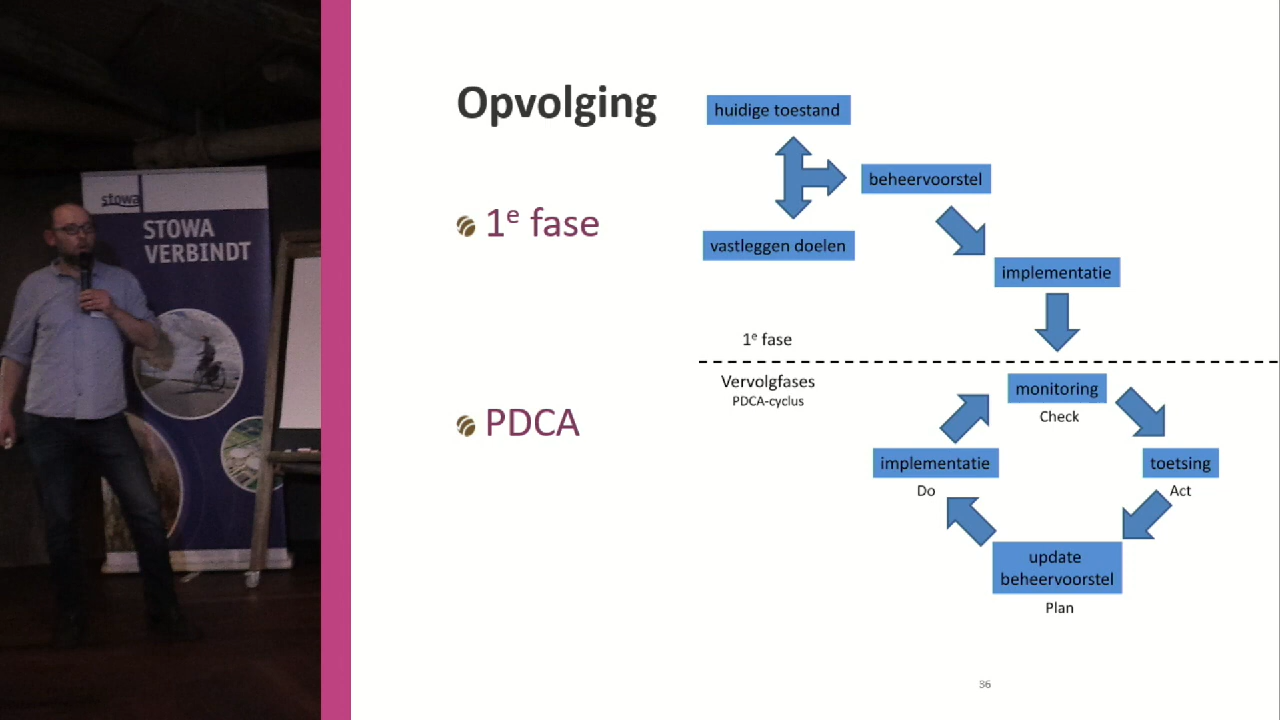 stowa
STOWA
VERBINDT
Opvolging
1e fase
PDCA
huidige toestand
beheervoorstel
vastleggen doelen
implementatie
1e fase
Vervolgfases
PDCA-cyclus
monitoring
Check
implementatie
Do
toetsing
Act
update
beheervoorstel
Plan
36